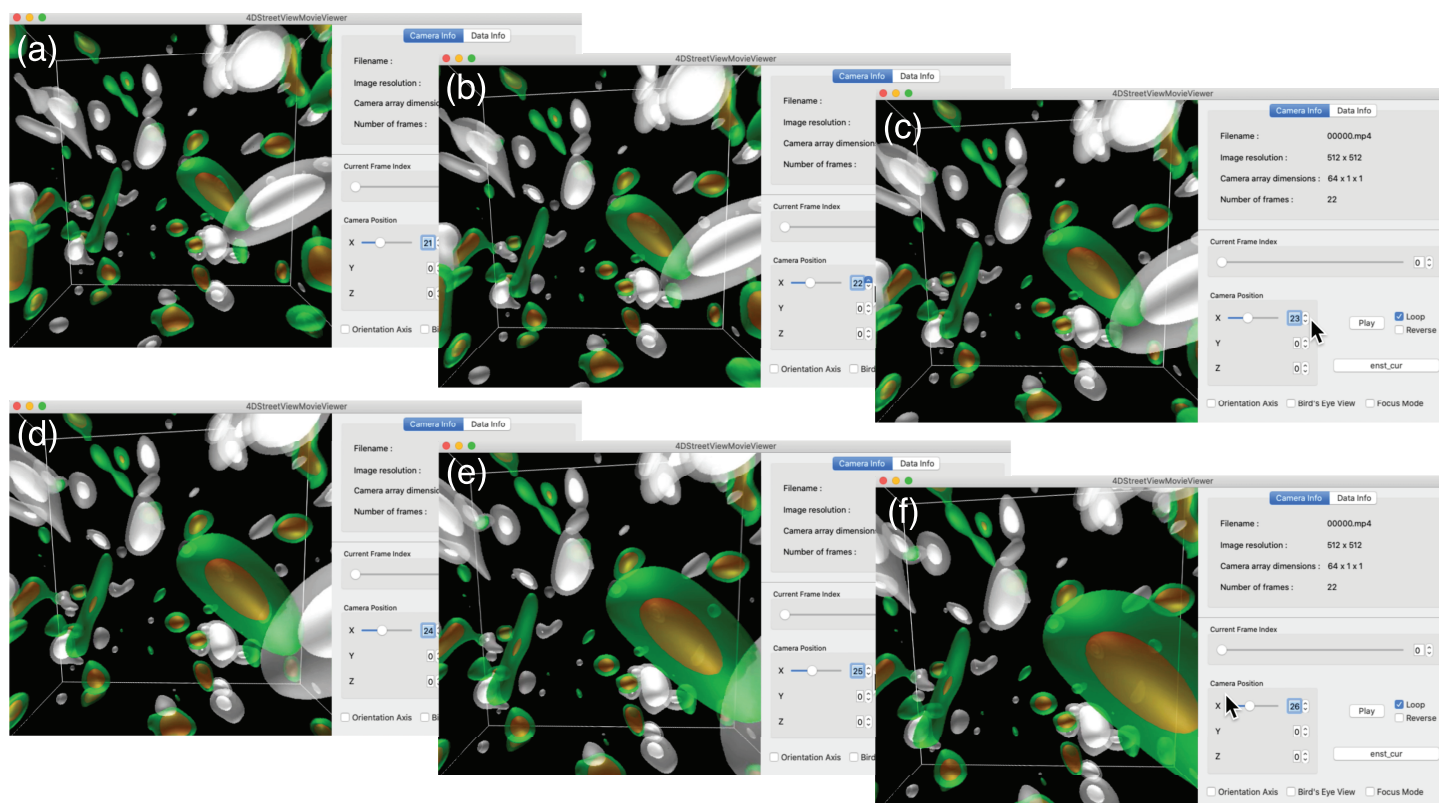 (a)
4DStreetViewMovieViewer
Camera Info Data Info
Filename :
Image resolution :
Camera array dimensic
Number of frames :
Current Frame Index
Camera Position
X 21
Y 0
Z 0
Orientation Axis Bi
(b)
4DStreetViewMovieViewer
Camera Info Data Info
Filename :
Image resolution :
Camera array dimension
Number of frames :
Current Frame Index
Camera Position
X 22
Y 0
Z 0
Orientation Axis Bird
(c)
4DStreetViewMovieViewer
Camera Info Data Info
Filename : 00000.mp4
Image resolution : 512 x 512
Camera array dimensions : 64 x 1 x 1
Number of frames : 22
Current Frame Index
0
Camera Position
X 23 Play Loop
Reverse
Y 0
Z 0 enst_cur
Orientation Axis Bird's Eye View Focus Mode
(d)
4DStreetViewMovieViewer
Camera Info Data Info
Filename :
Image resolution :
Camera array dimensic
Number of frames :
Current Frame Index
Camera Position
X 24
Y 0
Z 0
Orientation Axis Bi
(e)
4DStreetViewMovieViewer
Camera Info Data Info
Filename :
Image resolution :
Camera array dimension
Number of frames :
Current Frame Index
Camera Position
X 25
Y 0
Z 0
Orientation Axis Bird
(f)
4DStreetViewMovieViewer
Camera Info Data Info
Filename : 00000.mp4
Image resolution : 512 x 512
Camera array dimensions : 64 x 1 x 1
Number of frames : 22
Current Frame Index
0
Camera Position
X 26 Play Loop
Reverse
Y 0
Z 0 enst_cur
Orientation Axis Bird's Eye View Focus Mode